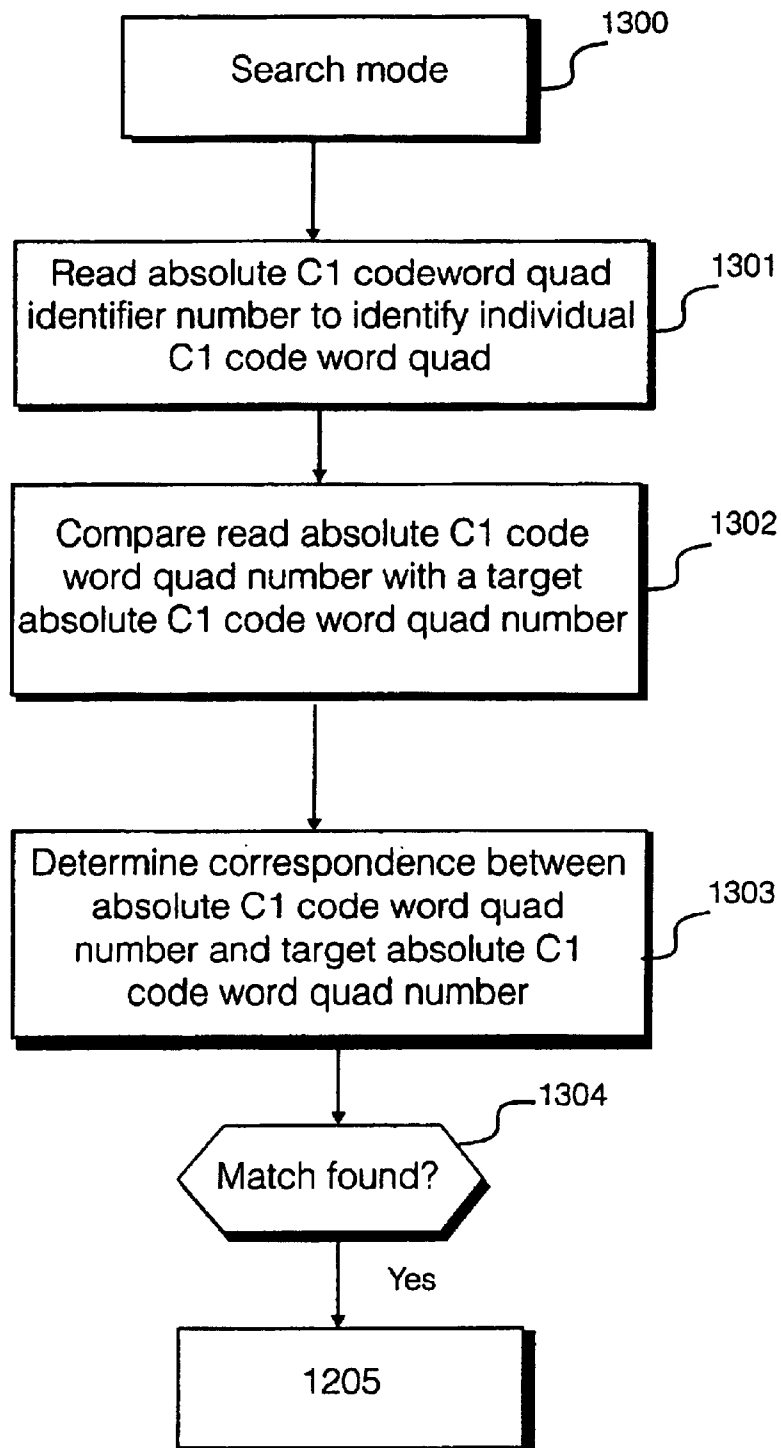 1300
Search mode
1301
Read absolute C1 codeword quad
identifier number to identify individual
C1 code word quad
1302
Compare read absolute C1 code
word quad number with a target
absolute C1 code word quad number
1303
Determine correspondence between
absolute C1 code word quad
number and target absolute C1
code word quad number
1304
Match found?
Yes
1205